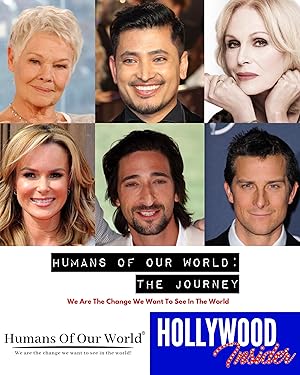 HUMANS OF OUR WORLD:
THE JOURNEY
We Are The Change We Want To See In The World
Humans Of Our World®
We are the change we want to see in the world!
HOLLYWOOD
Insider